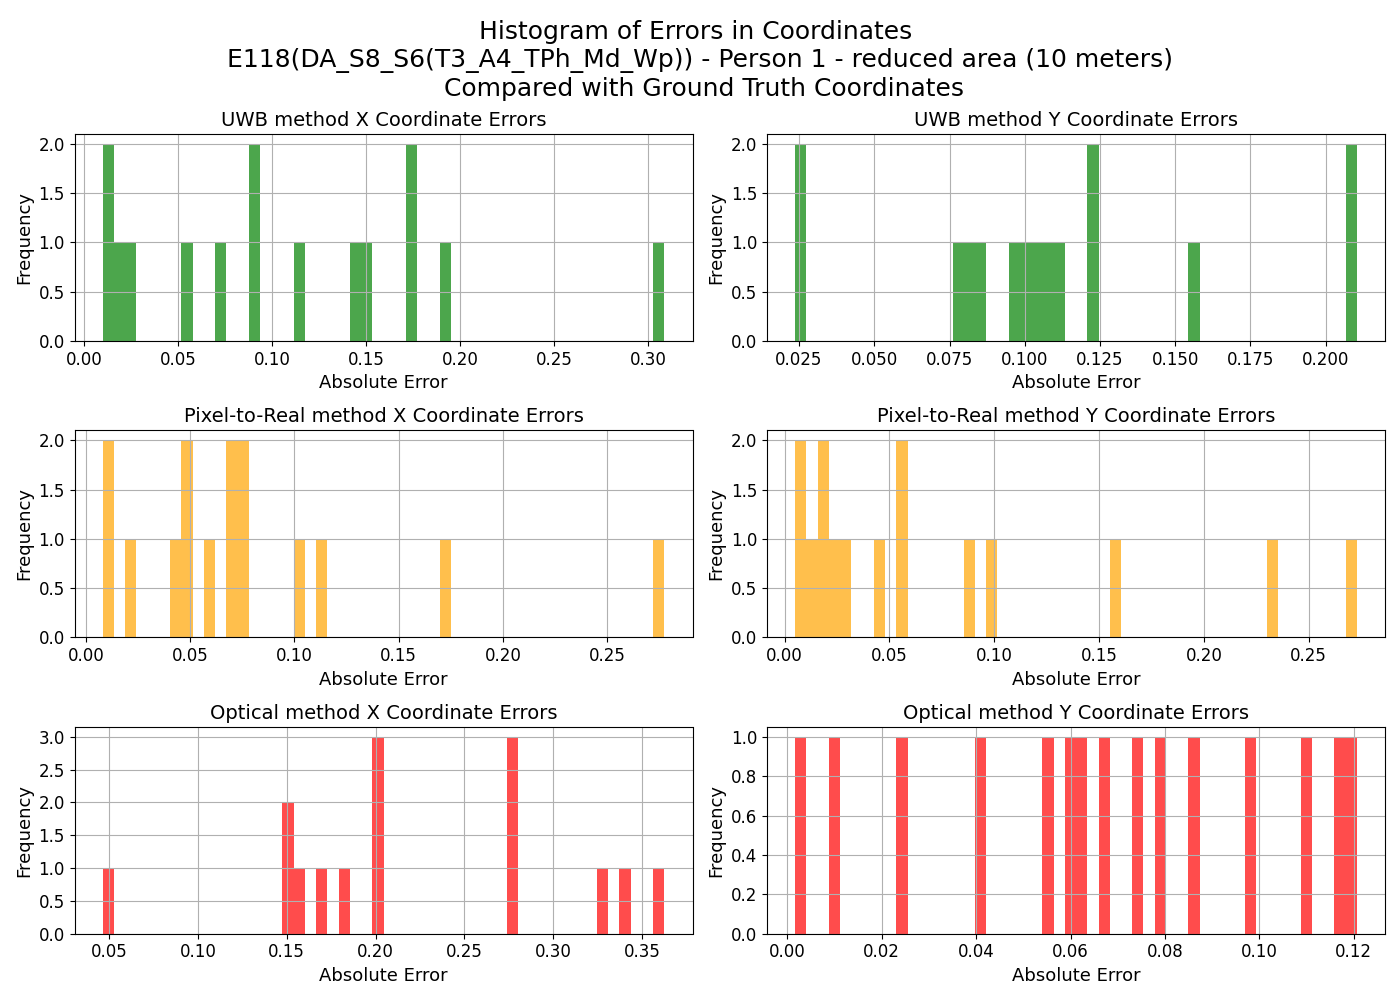 Histogram of Errors in Coordinates
E118(DA_S8_S6(T3_A4_TPh_Md_Wp)) - Person 1 - reduced area (10 meters)
Compared with Ground Truth Coordinates
UWB method X Coordinate Errors
Frequency
2.0
1.5
1.0
0.5
0.0
0.00 0.05 0.10 0.15 0.20 0.25 0.30
Absolute Error
UWB method Y Coordinate Errors
Frequency
2.0
1.5
1.0
0.5
0.0
0.025 0.050 0.075 0.100 0.125 0.150 0.175 0.200
Absolute Error
Pixel-to-Real method X Coordinate Errors
Frequency
2.0
1.5
1.0
0.5
0.0
0.00 0.05 0.10 0.15 0.20 0.25
Absolute Error
Pixel-to-Real method Y Coordinate Errors
Frequency
2.0
1.5
1.0
0.5
0.0
0.00 0.05 0.10 0.15 0.20 0.25
Absolute Error
Optical method X Coordinate Errors
Frequency
3.0
2.5
2.0
1.5
1.0
0.5
0.0
0.05 0.10 0.15 0.20 0.25 0.30 0.35
Absolute Error
Optical method Y Coordinate Errors
Frequency
1.0
0.8
0.6
0.4
0.2
0.0
0.00 0.02 0.04 0.06 0.08 0.10 0.12
Absolute Error